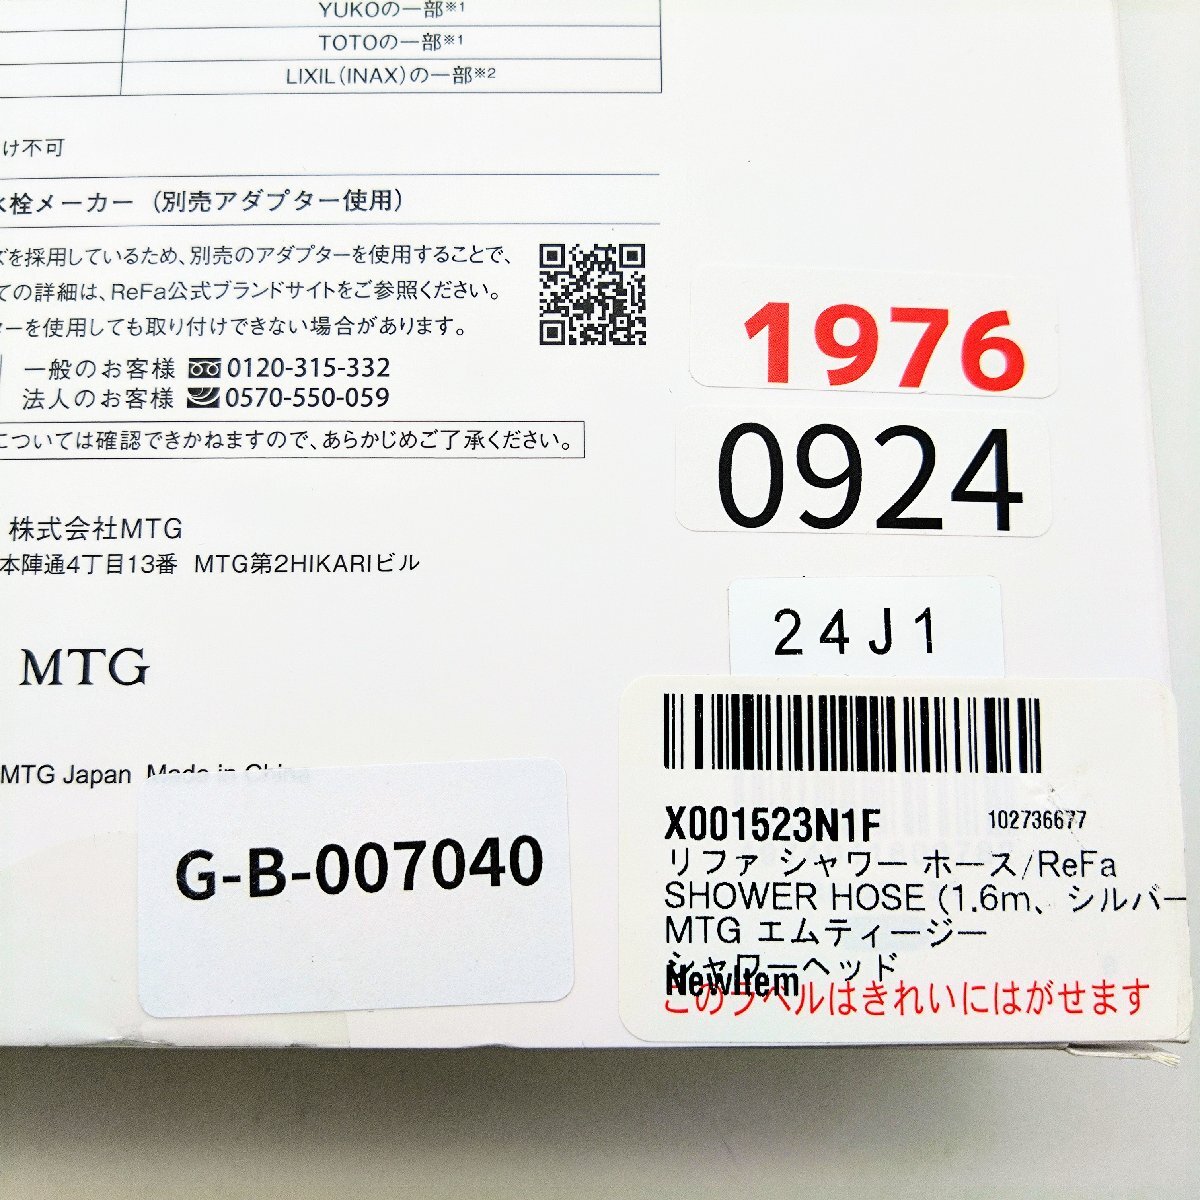 YUKOの一部※1
TOTOの一部※1
LIXIL(INAX)の一部※2
け不可
水栓メーカー (別売アダプター使用)
ズを採用しているため、別売のアダプターを使用することで、
ての詳細は、ReFa公式ブランドサイトをご参照ください。
ターを使用しても取り付けできない場合があります。
一般のお客様 0120-315-332
法人のお客様 0570-550-059
については確認できかねますので、あらかじめご了承ください。
株式会社MTG
本陣通4丁目13番 MTG第2HIKARIビル
MTG
MTG Japan Made in China
G-B-007040
1976
0924
24J1
X001523N1F 102736677
リファ シャワー ホース/ReFa
SHOWER HOSE (1.6m、シルバー
MTG エムティージー
シャワーヘッド
NewItem
このラベルはきれいにはがせます